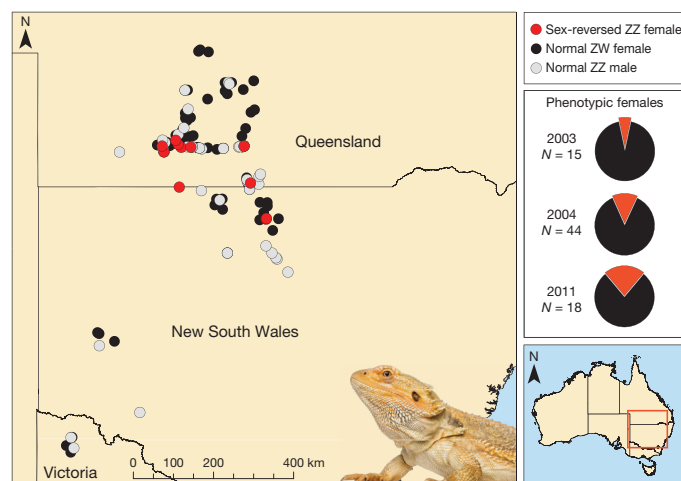 N
Queensland
New South Wales
Victoria
0 100 200 400 km
Sex-reversed ZZ female
Normal ZW female
Normal ZZ male
Phenotypic females
2003
N = 15
2004
N = 44
2011
N = 18
N